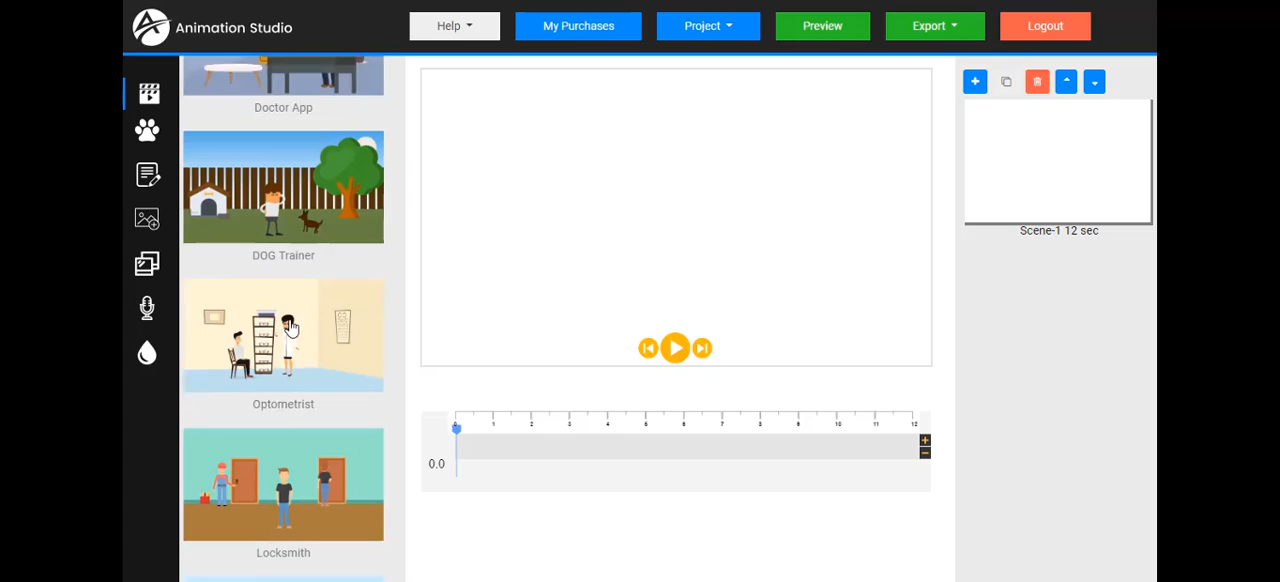 Animation Studio
Help
My Purchases
Project
Preview
Export
Logout
Doctor App
DOG Trainer
Optometrist
Locksmith
Scene-1 12 sec
0 1 2 3 4 5 6 7 8 9 10 11 12
0.0